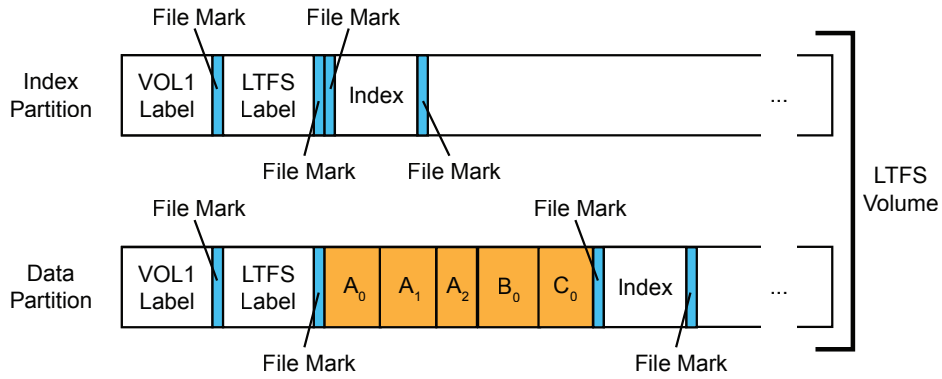 File Mark
File Mark
Index
Partition
VOL1
Label
LTFS
Label
Index
...
File Mark
File Mark
LTFS
Volume
File Mark
File Mark
Data
Partition
VOL1
Label
LTFS
Label
A0
A1
A2
B0
C0
Index
...
File Mark
File Mark